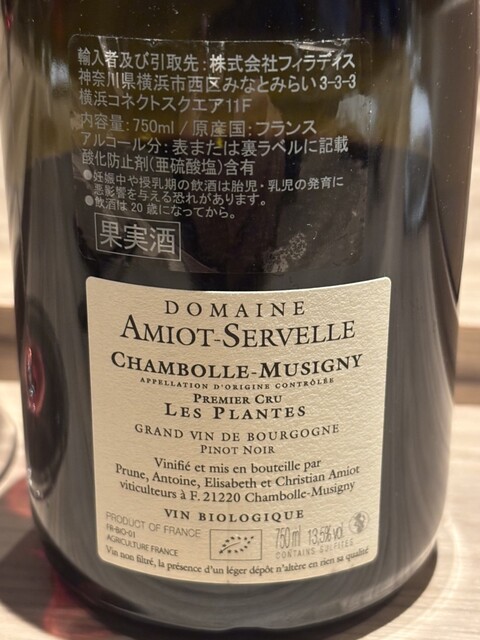 輸入者及び引取先：株式会社フィラディス
神奈川県横浜市西区みなとみらい3-3-3
横浜コネクトスクエア11F
内容量：750ml / 原産国：フランス
アルコール分：表または裏ラベルに記載
酸化防止剤(亜硫酸塩)含有
●妊娠中や授乳期の飲酒は胎児・乳児の発育に
悪影響を与える恐れがあります。
●飲酒は20歳になってから。
果実酒
DOMAINE
AMIOT-SERVELLE
CHAMBOLLE-MUSIGNY
APPELLATION D'ORIGINE CONTRÔLÉE
PREMIER CRU
LES PLANTES
GRAND VIN DE BOURGOGNE
PINOT NOIR
Vinifié et mis en bouteille par
Prune, Antoine, Elisabeth et Christian Amiot
viticulteurs à F. 21220 Chambolle-Musigny
VIN BIOLOGIQUE
PRODUCT OF FRANCE
FR-BIO-01
AGRICULTURE FRANCE
750 ml 13,5% vol
CONTAINS SULFITES
Vin non filtré, la présence d'un léger dépôt n'altère en rien sa qualité